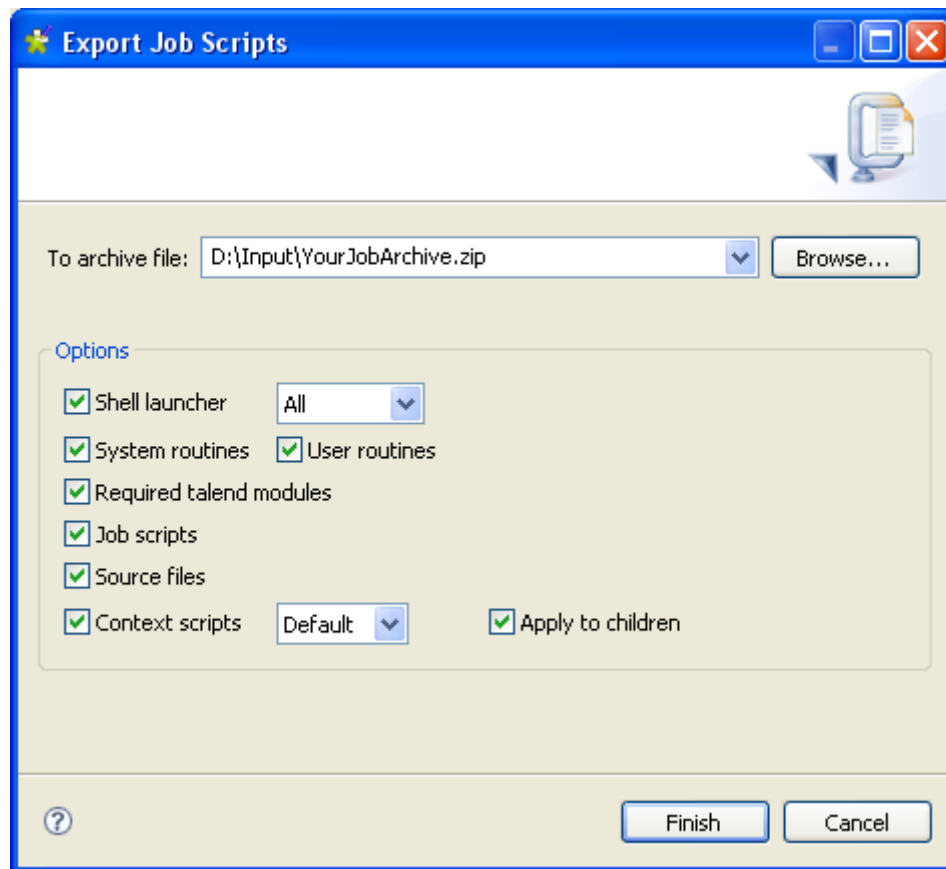 Export Job Scripts
To archive file: D:\Input\YourJobArchive.zip Browse...
Options
Shell launcher All
System routines User routines
Required talend modules
Job scripts
Source files
Context scripts Default Apply to children
? Finish Cancel